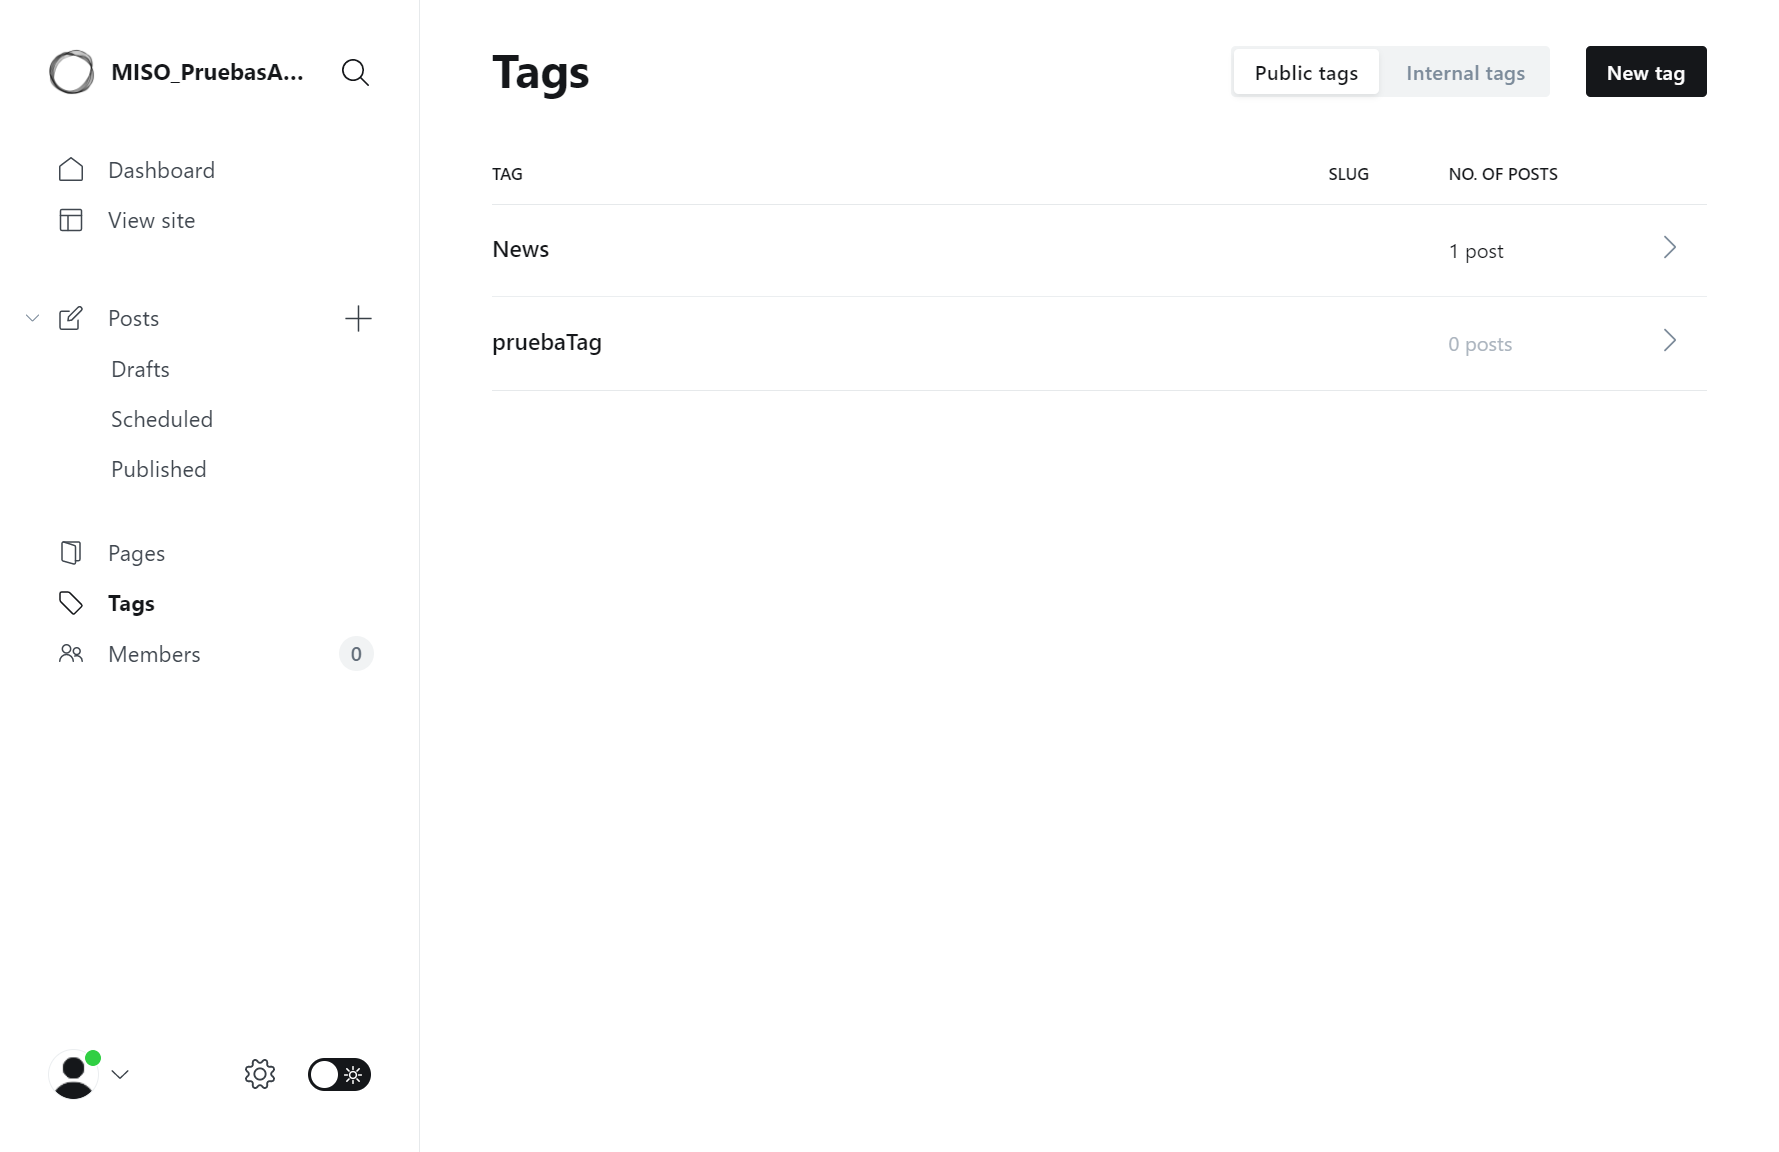 MISO_PruebasA...
Dashboard
View site
Posts
Drafts
Scheduled
Published
Pages
Tags
Members
0
Tags
Public tags
Internal tags
New tag
TAG SLUG NO. OF POSTS
News 1 post
pruebaTag 0 posts